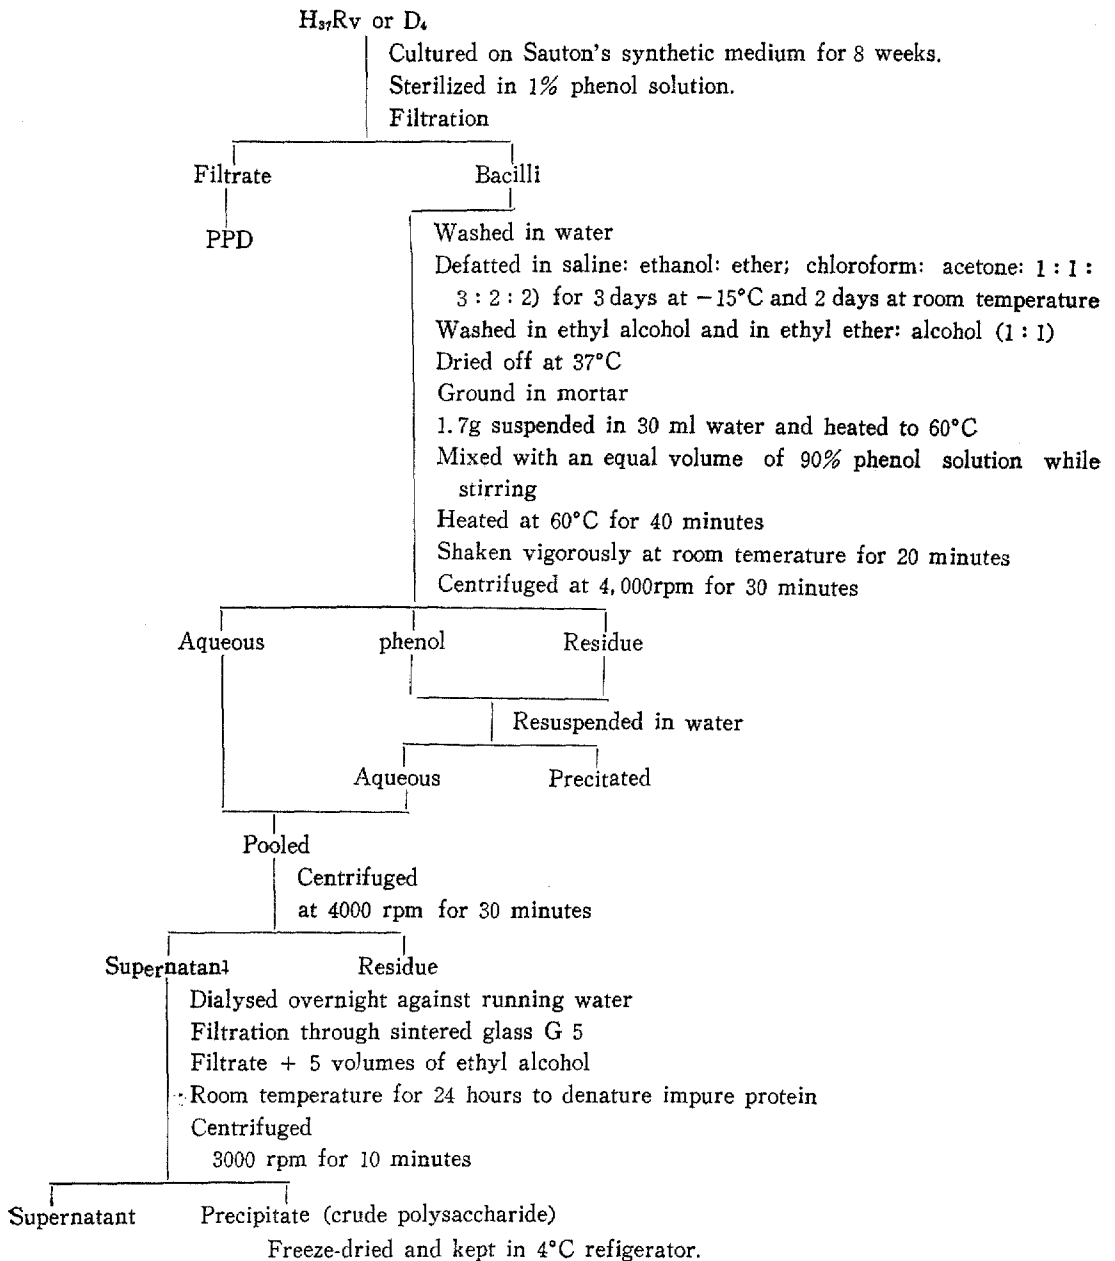 H₃₇Rv or D₄
Cultured on Sauton's synthetic medium for 8 weeks.
Sterilized in 1% phenol solution.
Filtration
Filtrate Bacilli
PPD
Washed in water
Defatted in saline: ethanol: ether; chloroform: acetone: 1 : 1 :
3 : 2 : 2) for 3 days at −15°C and 2 days at room temperature
Washed in ethyl alcohol and in ethyl ether: alcohol (1 : 1)
Dried off at 37°C
Ground in mortar
1.7g suspended in 30 ml water and heated to 60°C
Mixed with an equal volume of 90% phenol solution while
stirring
Heated at 60°C for 40 minutes
Shaken vigorously at room temerature for 20 minutes
Centrifuged at 4,000rpm for 30 minutes
Aqueous phenol Residue
Resuspended in water
Aqueous Precitated
Pooled
Centrifuged
at 4000 rpm for 30 minutes
Supernatant Residue
Dialysed overnight against running water
Filtration through sintered glass G 5
Filtrate + 5 volumes of ethyl alcohol
Room temperature for 24 hours to denature impure protein
Centrifuged
3000 rpm for 10 minutes
Supernatant Precipitate (crude polysaccharide)
Freeze-dried and kept in 4°C refigerator.